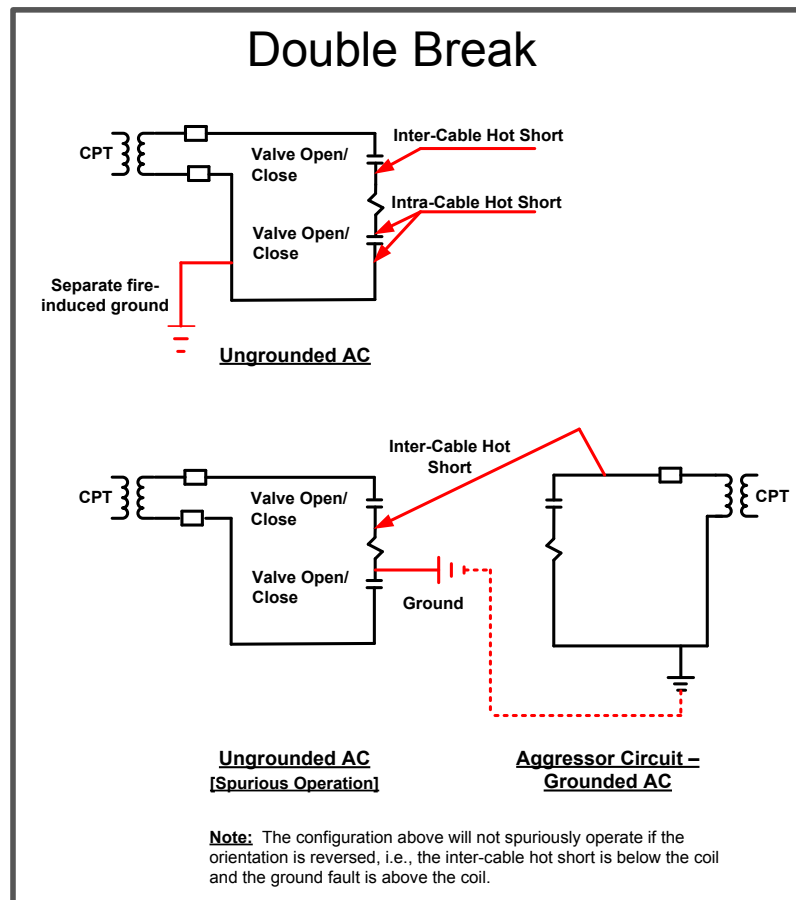 Double Break
CPT
Valve Open/
Close
Inter-Cable Hot Short
Intra-Cable Hot Short
Valve Open/
Close
Separate fire-
induced ground
Ungrounded AC
Inter-Cable Hot
Short
CPT
Valve Open/
Close
CPT
Valve Open/
Close
Ground
Ungrounded AC
[Spurious Operation]
Aggressor Circuit –
Grounded AC
Note: The configuration above will not spuriously operate if the
orientation is reversed, i.e., the inter-cable hot short is below the coil
and the ground fault is above the coil.